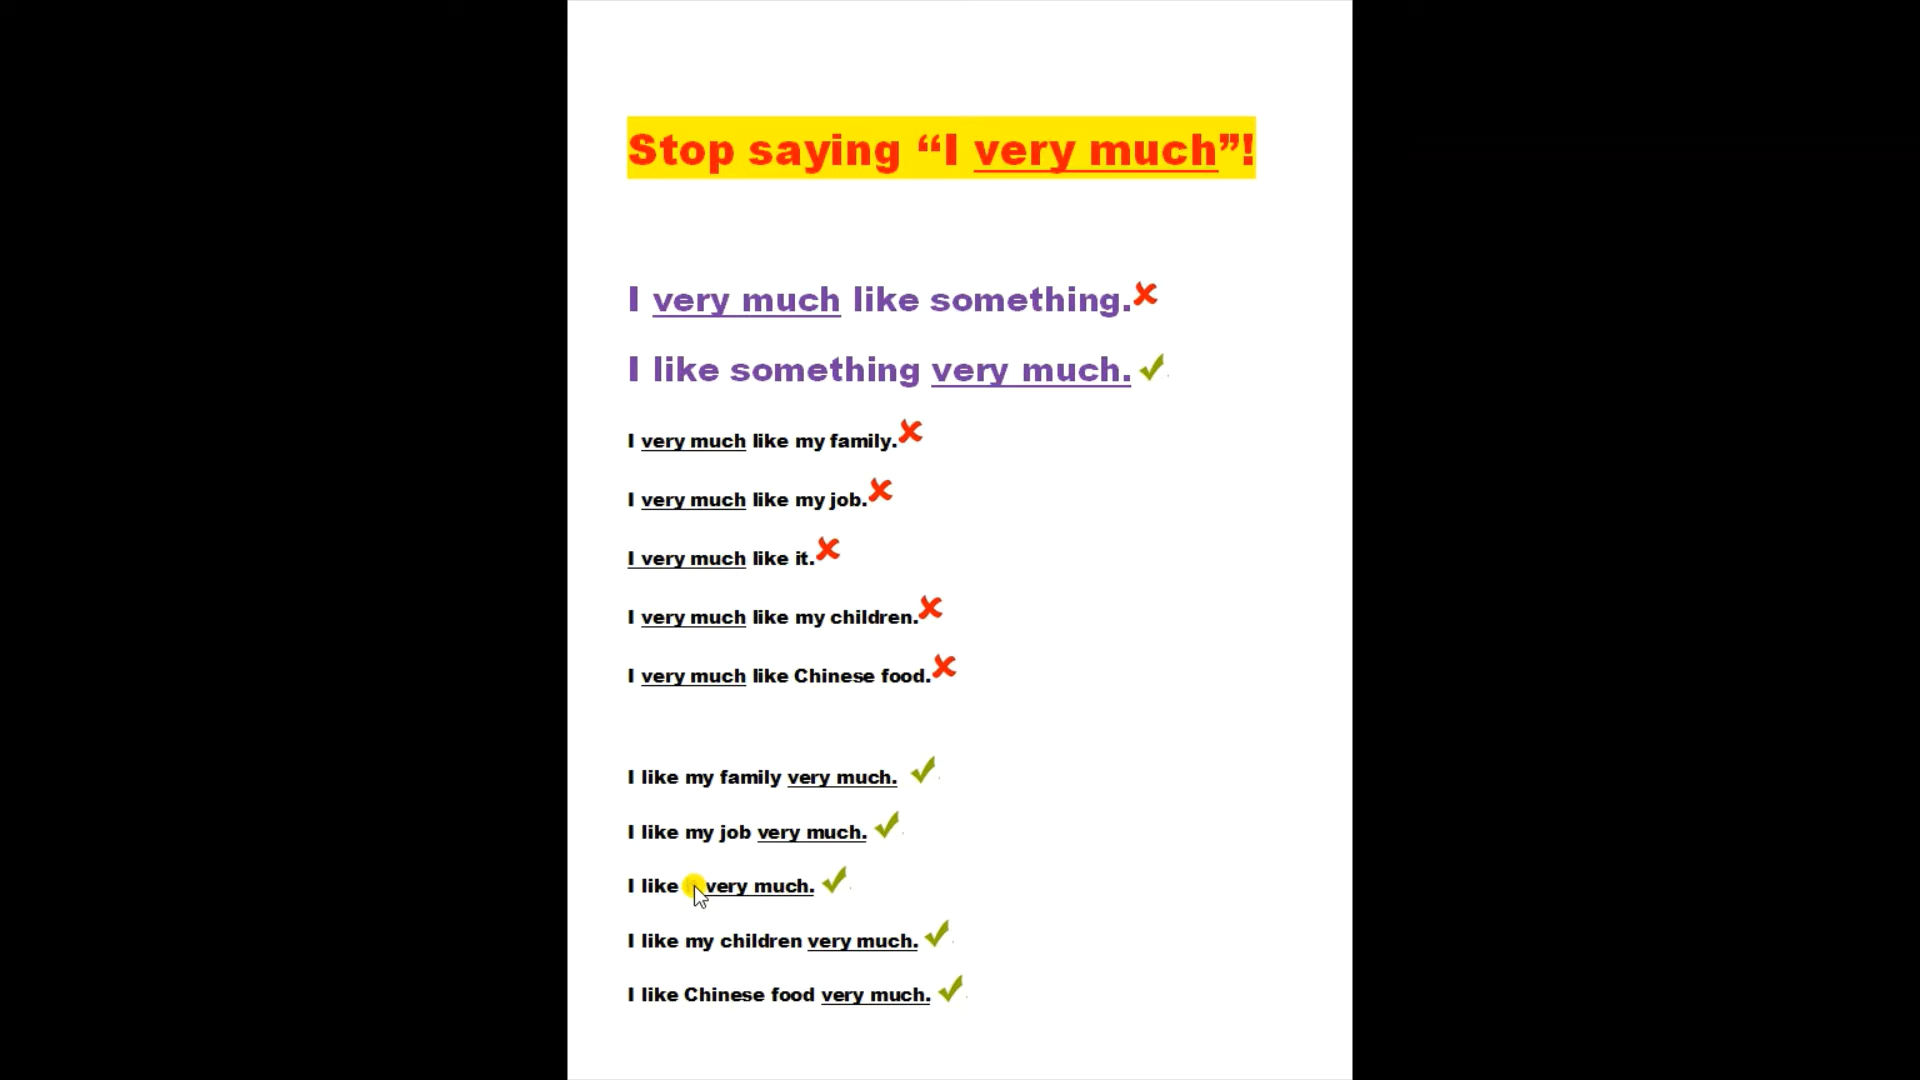 Stop saying “I very much”!
I very much like something.
I like something very much.
I very much like my family.
I very much like my job.
I very much like it.
I very much like my children.
I very much like Chinese food.
I like my family very much.
I like my job very much.
I like very much.
I like my children very much.
I like Chinese food very much.